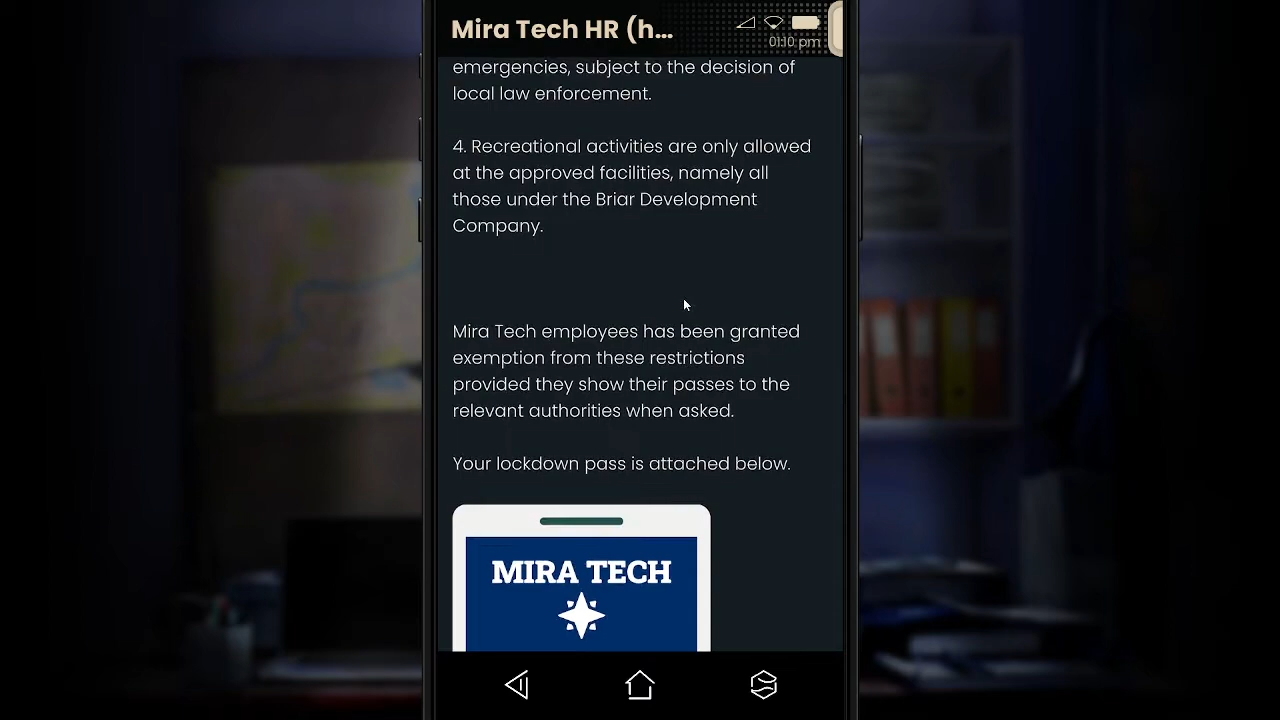 Mira Tech HR (h...
01:10 pm
emergencies, subject to the decision of
local law enforcement.
4. Recreational activities are only allowed
at the approved facilities, namely all
those under the Briar Development
Company.
Mira Tech employees has been granted
exemption from these restrictions
provided they show their passes to the
relevant authorities when asked.
Your lockdown pass is attached below.
MIRA TECH